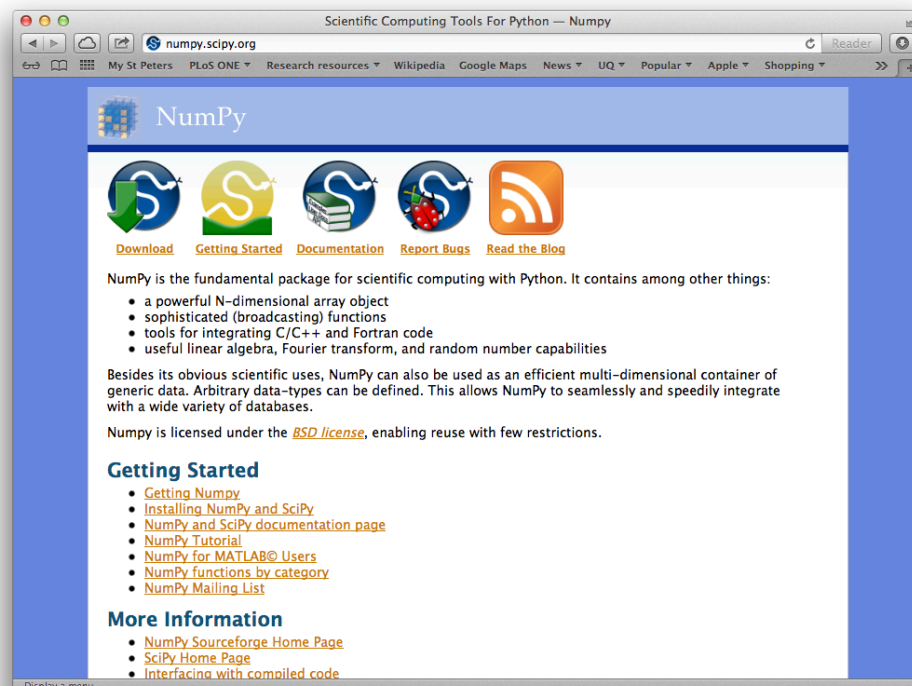 Scientific Computing Tools For Python — Numpy
numpy.scipy.org
Reader
My St Peters PLoS ONE Research resources Wikipedia Google Maps News UQ Popular Apple Shopping
NumPy
Download Getting Started Documentation Report Bugs Read the Blog
NumPy is the fundamental package for scientific computing with Python. It contains among other things:
• a powerful N-dimensional array object
• sophisticated (broadcasting) functions
• tools for integrating C/C++ and Fortran code
• useful linear algebra, Fourier transform, and random number capabilities
Besides its obvious scientific uses, NumPy can also be used as an efficient multi-dimensional container of
generic data. Arbitrary data-types can be defined. This allows NumPy to seamlessly and speedily integrate
with a wide variety of databases.
Numpy is licensed under the BSD license, enabling reuse with few restrictions.
Getting Started
• Getting Numpy
• Installing NumPy and SciPy
• NumPy and SciPy documentation page
• NumPy Tutorial
• NumPy for MATLAB© Users
• NumPy functions by category
• NumPy Mailing List
More Information
• NumPy Sourceforge Home Page
• SciPy Home Page
• Interfacing with compiled code
Display a menu